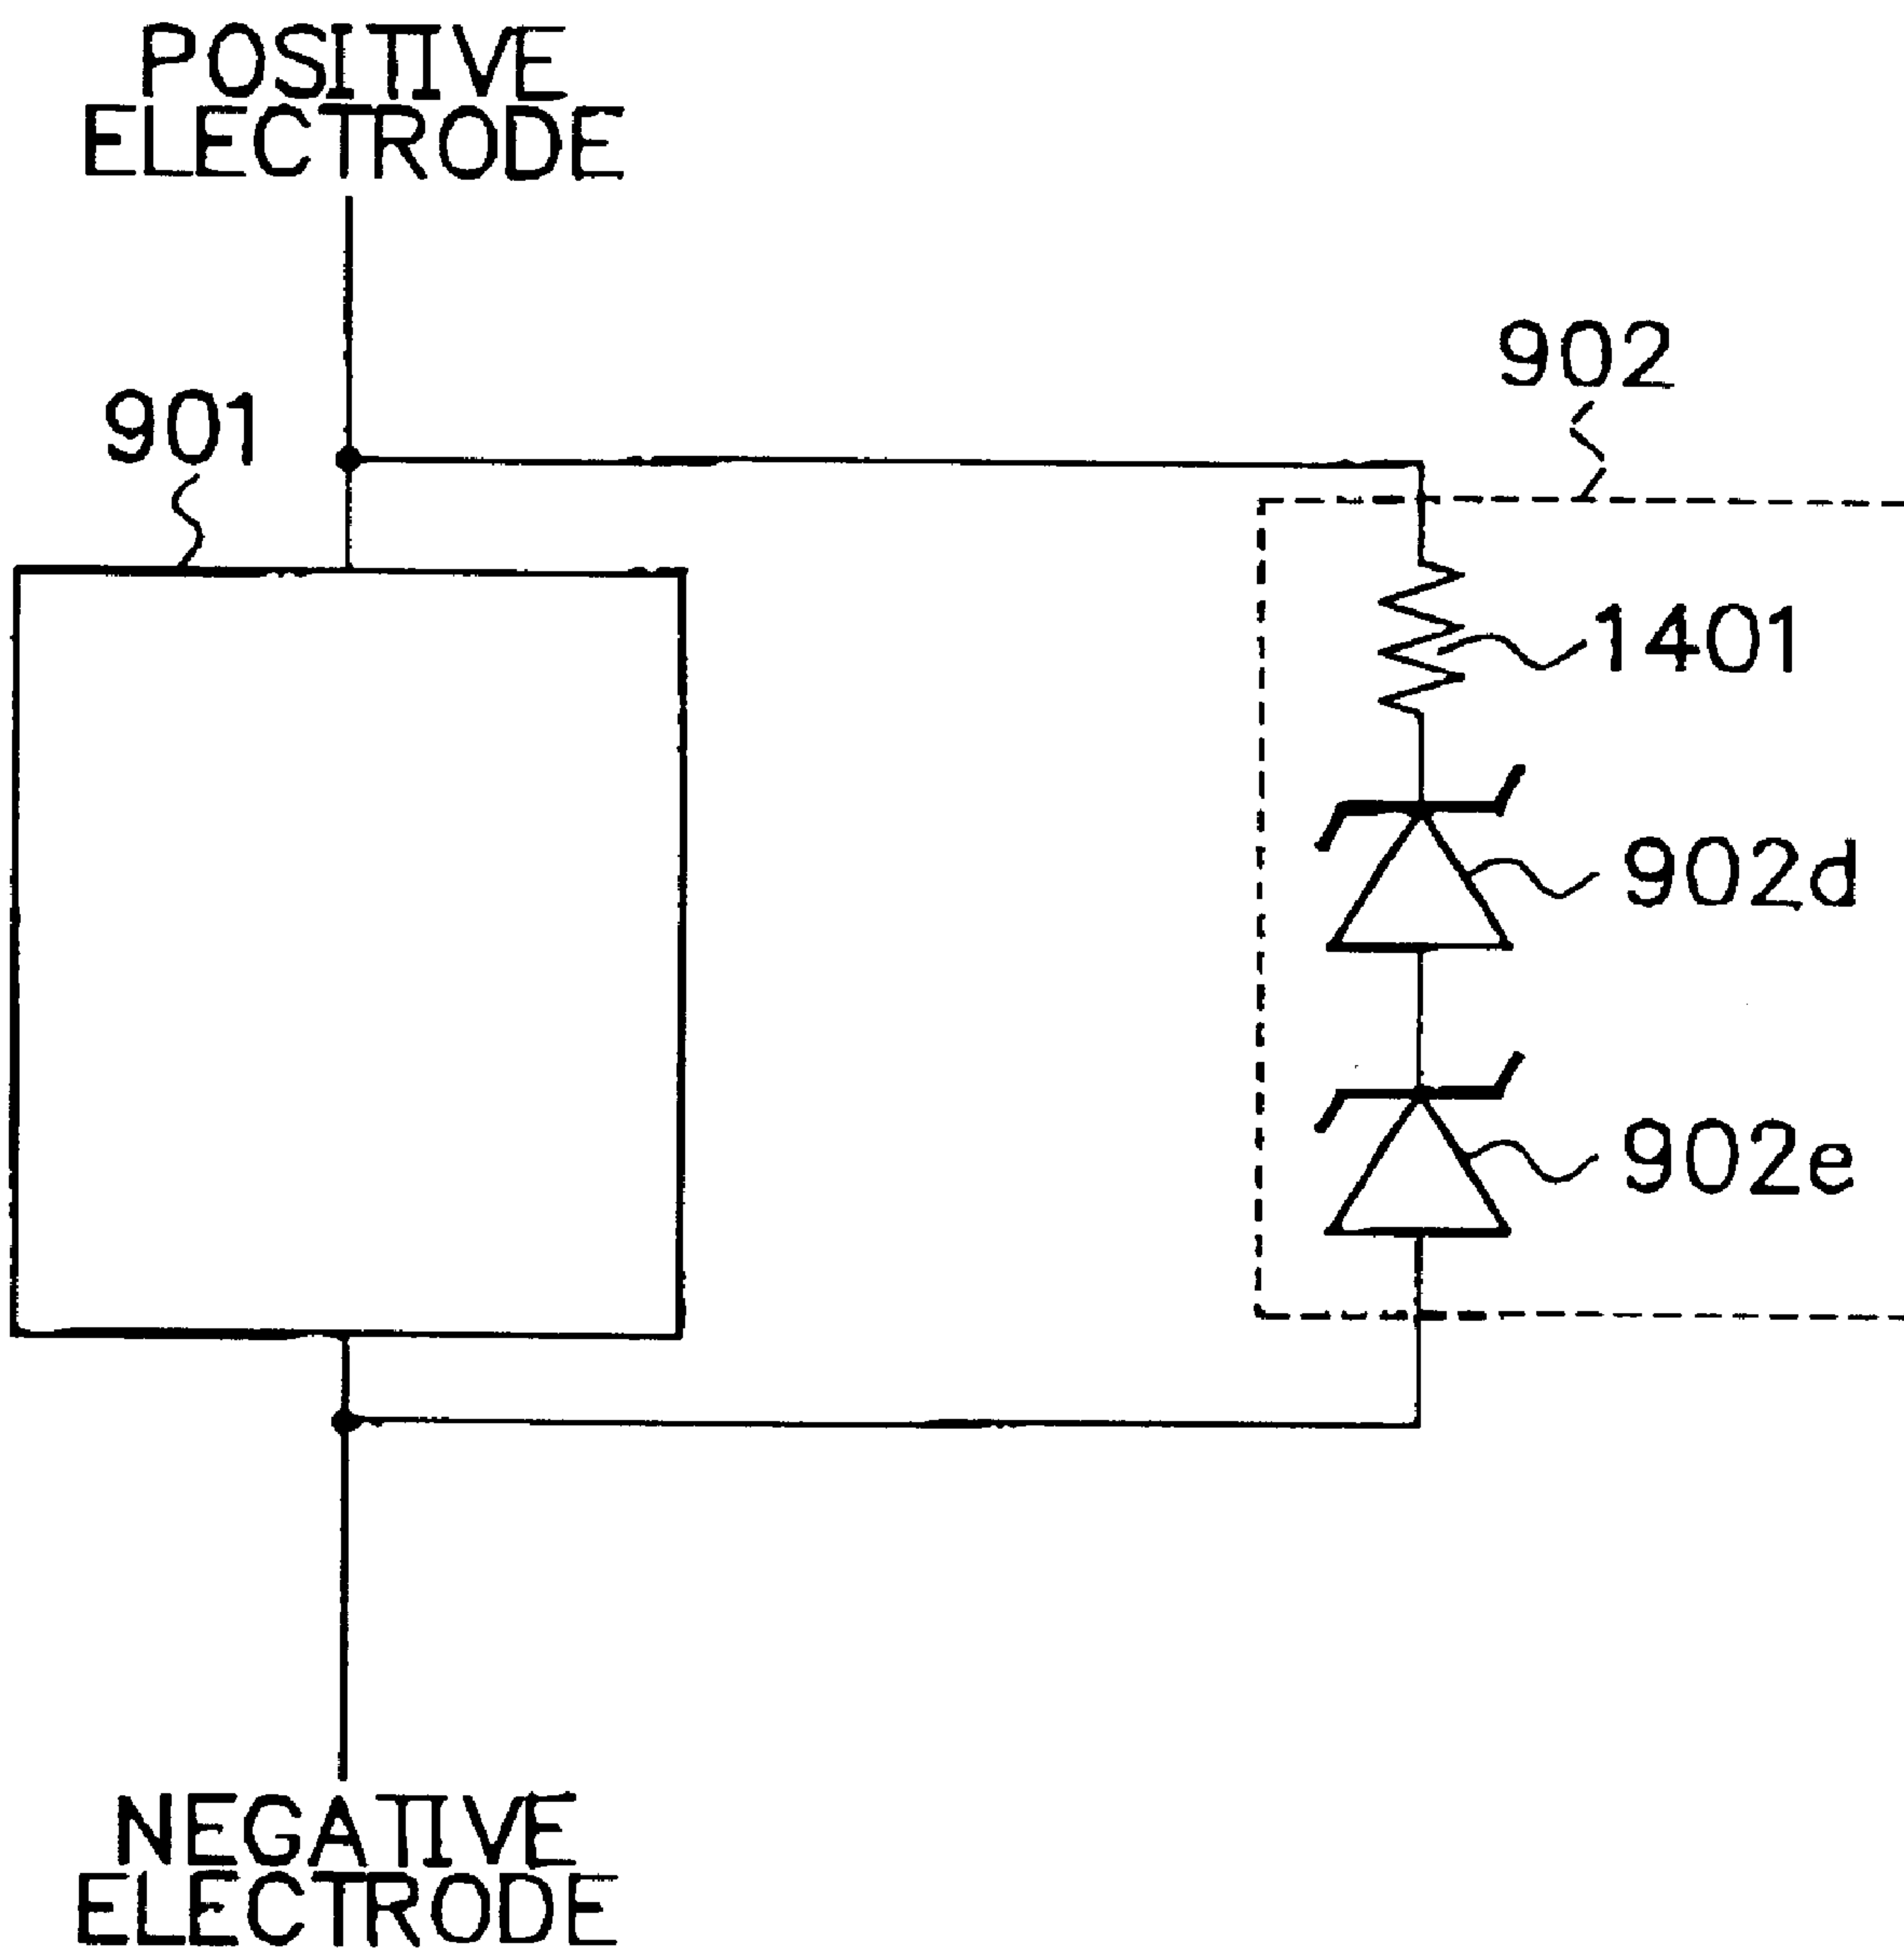 POSITIVE
ELECTRODE
902
901
1401
902d
902e
NEGATIVE
ELECTRODE